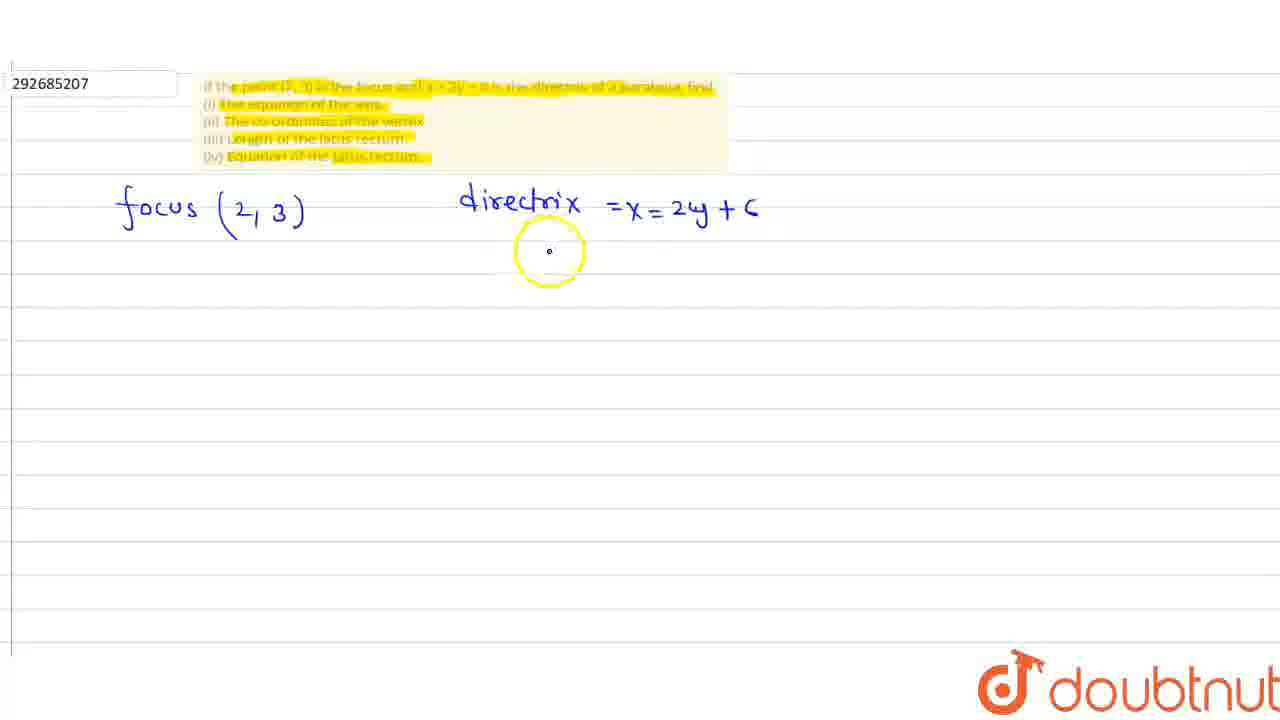 292685207
If the point (2, 3) is the focus and x = 2y + 6 is the directrix of a parabola, find
(i) The equation of the axis.
(ii) The co-ordinates of the vertex
(iii) Length of the latus rectum.
(iv) Equation of the latus rectum.
focus (2, 3) directrix = x = 2y + 6
doubtnut